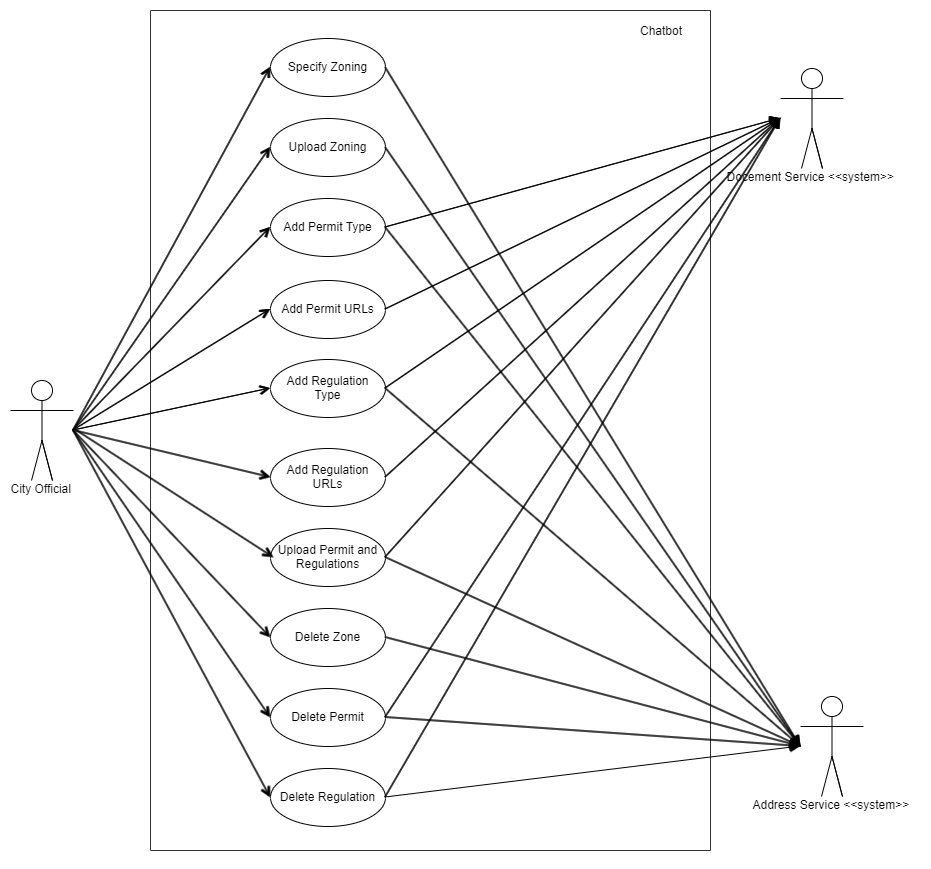 Chatbot
Specify Zoning
Upload Zoning
Add Permit Type
Document Service <<system>>
Add Permit URLs
Add Regulation
Type
City Official
Add Regulation
URLs
Upload Permit and
Regulations
Delete Zone
Delete Permit
Delete Regulation
Address Service <<system>>